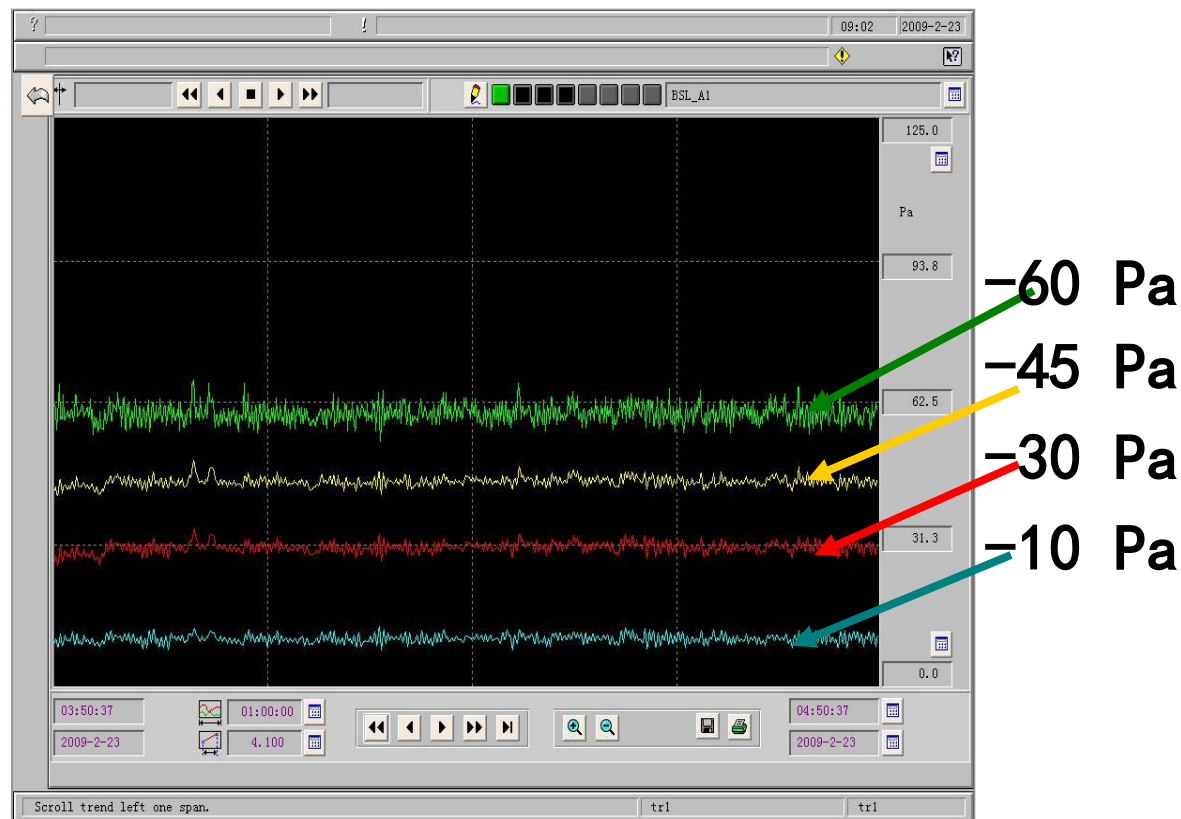 ?
!
09:02
2009-2-23
BSL_A1
125.0
Pa
93.8
-60 Pa
-45 Pa
62.5
-30 Pa
31.3
-10 Pa
0.0
03:50:37
01:00:00
04:50:37
2009-2-23
4.100
2009-2-23
Scroll trend left one span.
tr1
tr1